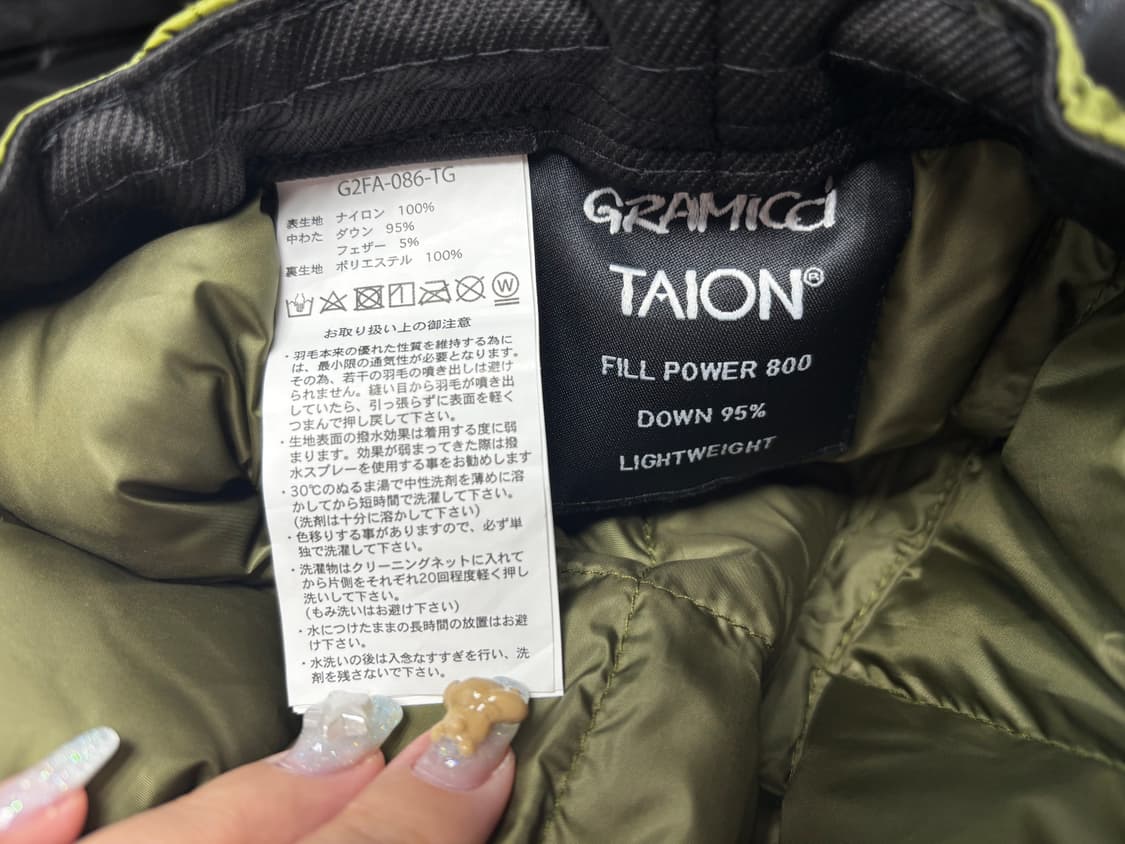 G2FA-086-TG
表生地 ナイロン 100%
中わた ダウン 95%
フェザー 5%
裏生地 ポリエステル 100%
W
お取り扱い上の御注意
・羽毛本来の優れた性質を維持する為に
は、最小限の通気性が必要となります。
その為、若干の羽毛の噴き出しは避け
られません。縫い目から羽毛が噴き出
していたら、引っ張らずに表面を軽く
つまんで押し戻して下さい。
・生地表面の撥水効果は着用する度に弱
まります。効果が弱まってきた際は撥
水スプレーを使用する事をお勧めします
・30℃のぬるま湯で中性洗剤を薄めに溶
かしてから短時間で洗濯して下さい。
(洗剤は十分に溶かして下さい)
・色移りする事がありますので、必ず単
独で洗濯して下さい。
・洗濯物はクリーニングネットに入れて
から片側をそれぞれ20回程度軽く押し
洗いして下さい。
(もみ洗いはお避け下さい)
・水につけたままの長時間の放置はお避
け下さい。
・水洗いの後は入念なすすぎを行い、洗
剤を残さないで下さい。
GRAMICCi
TAION®
FILL POWER 800
DOWN 95%
LIGHTWEIGHT